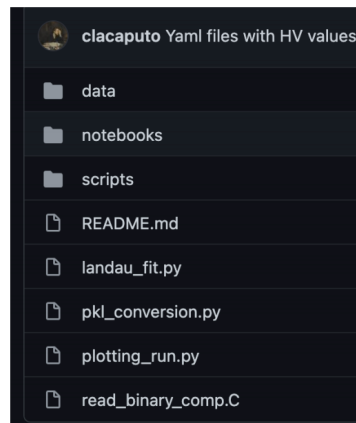 clacaputo Yaml files with HV values
data
notebooks
scripts
README.md
landau_fit.py
pkl_conversion.py
plotting_run.py
read_binary_comp.C